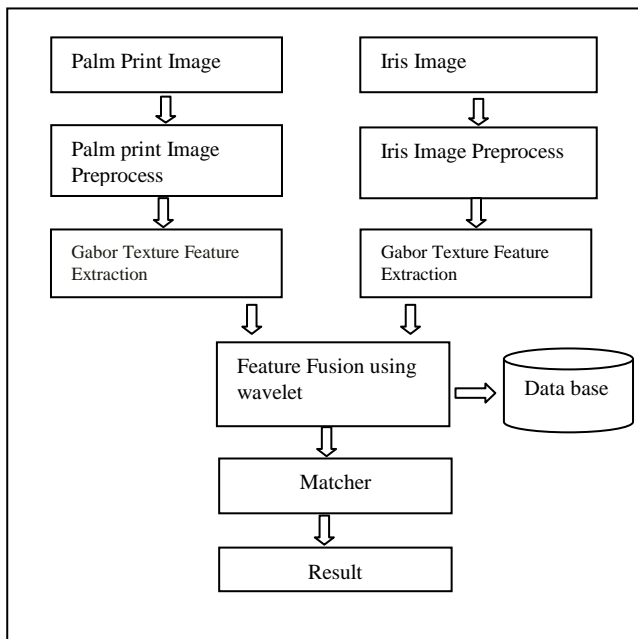 Palm Print Image
Iris Image
Palm print Image
Preprocess
Iris Image Preprocess
Gabor Texture Feature
Extraction
Gabor Texture Feature
Extraction
Feature Fusion using
wavelet
Data base
Matcher
Result